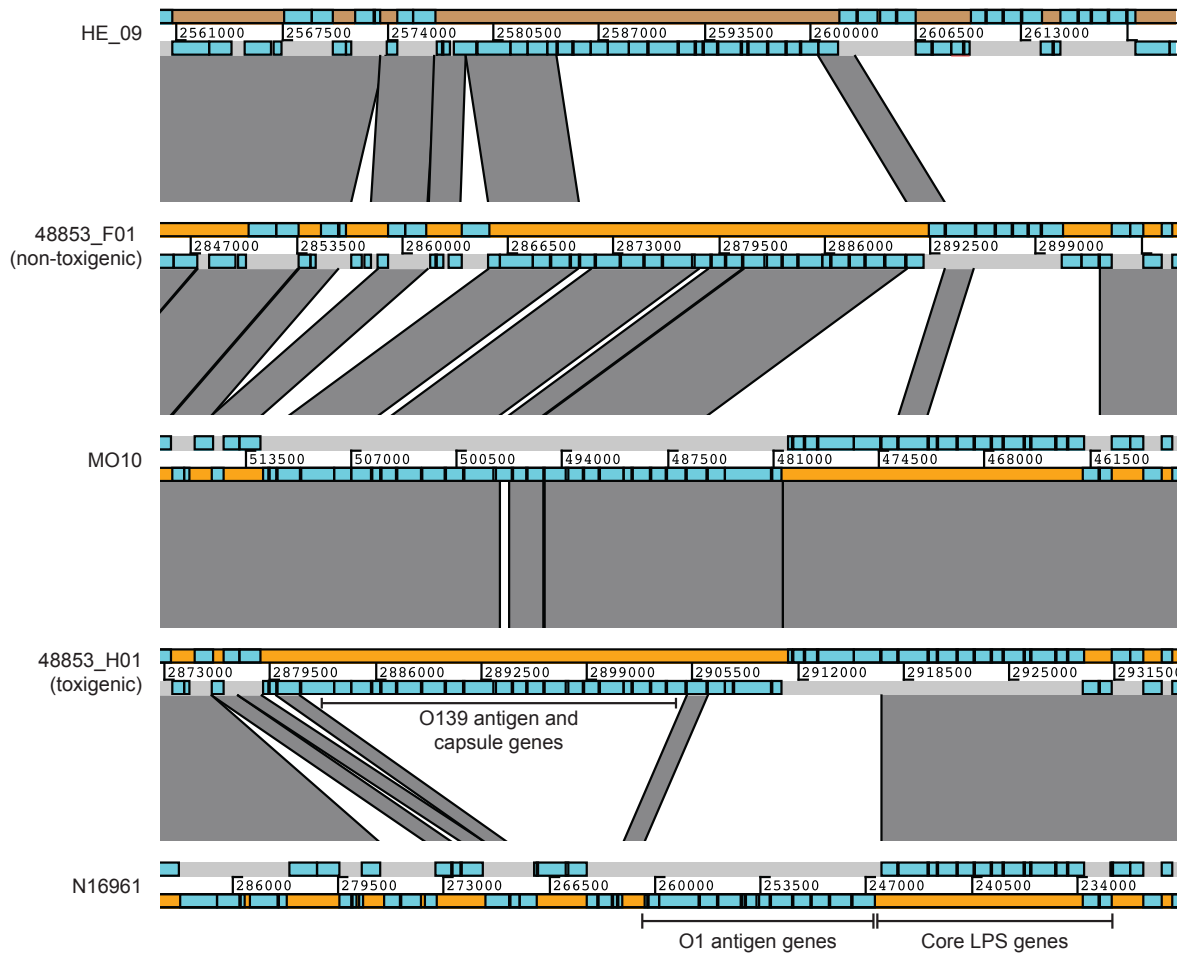 HE_09
2561000 2567500 2574000 2580500 2587000 2593500 2600000 2606500 2613000
48853_F01
(non-toxigenic)
2847000 2853500 2860000 2866500 2873000 2879500 2886000 2892500 2899000
MO10
513500 507000 500500 494000 487500 481000 474500 468000 461500
48853_H01
(toxigenic)
2873000 2879500 2886000 2892500 2899000 2905500 2912000 2918500 2925000 2931500
O139 antigen and
capsule genes
N16961
286000 279500 273000 266500 260000 253500 247000 240500 234000
O1 antigen genes Core LPS genes